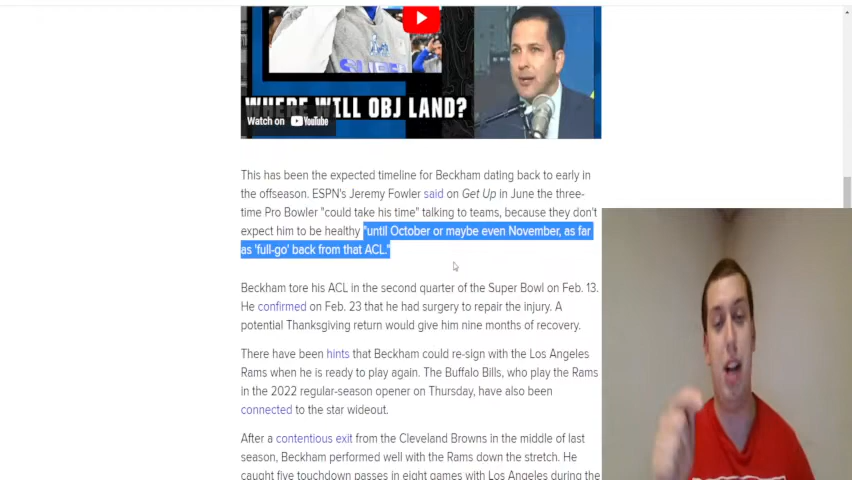 WHERE WILL OBJ LAND?
Watch on YouTube
This has been the expected timeline for Beckham dating back to early in
the offseason. ESPN's Jeremy Fowler said on Get Up in June the three-
time Pro Bowler "could take his time" talking to teams, because they don't
expect him to be healthy "until October or maybe even November, as far
as 'full-go' back from that ACL."
Beckham tore his ACL in the second quarter of the Super Bowl on Feb. 13.
He confirmed on Feb. 23 that he had surgery to repair the injury. A
potential Thanksgiving return would give him nine months of recovery.
There have been hints that Beckham could re-sign with the Los Angeles
Rams when he is ready to play again. The Buffalo Bills, who play the Rams
in the 2022 regular-season opener on Thursday, have also been
connected to the star wideout.
After a contentious exit from the Cleveland Browns in the middle of last
season, Beckham performed well with the Rams down the stretch. He
caught five touchdown passes in eight games with Los Angeles during the